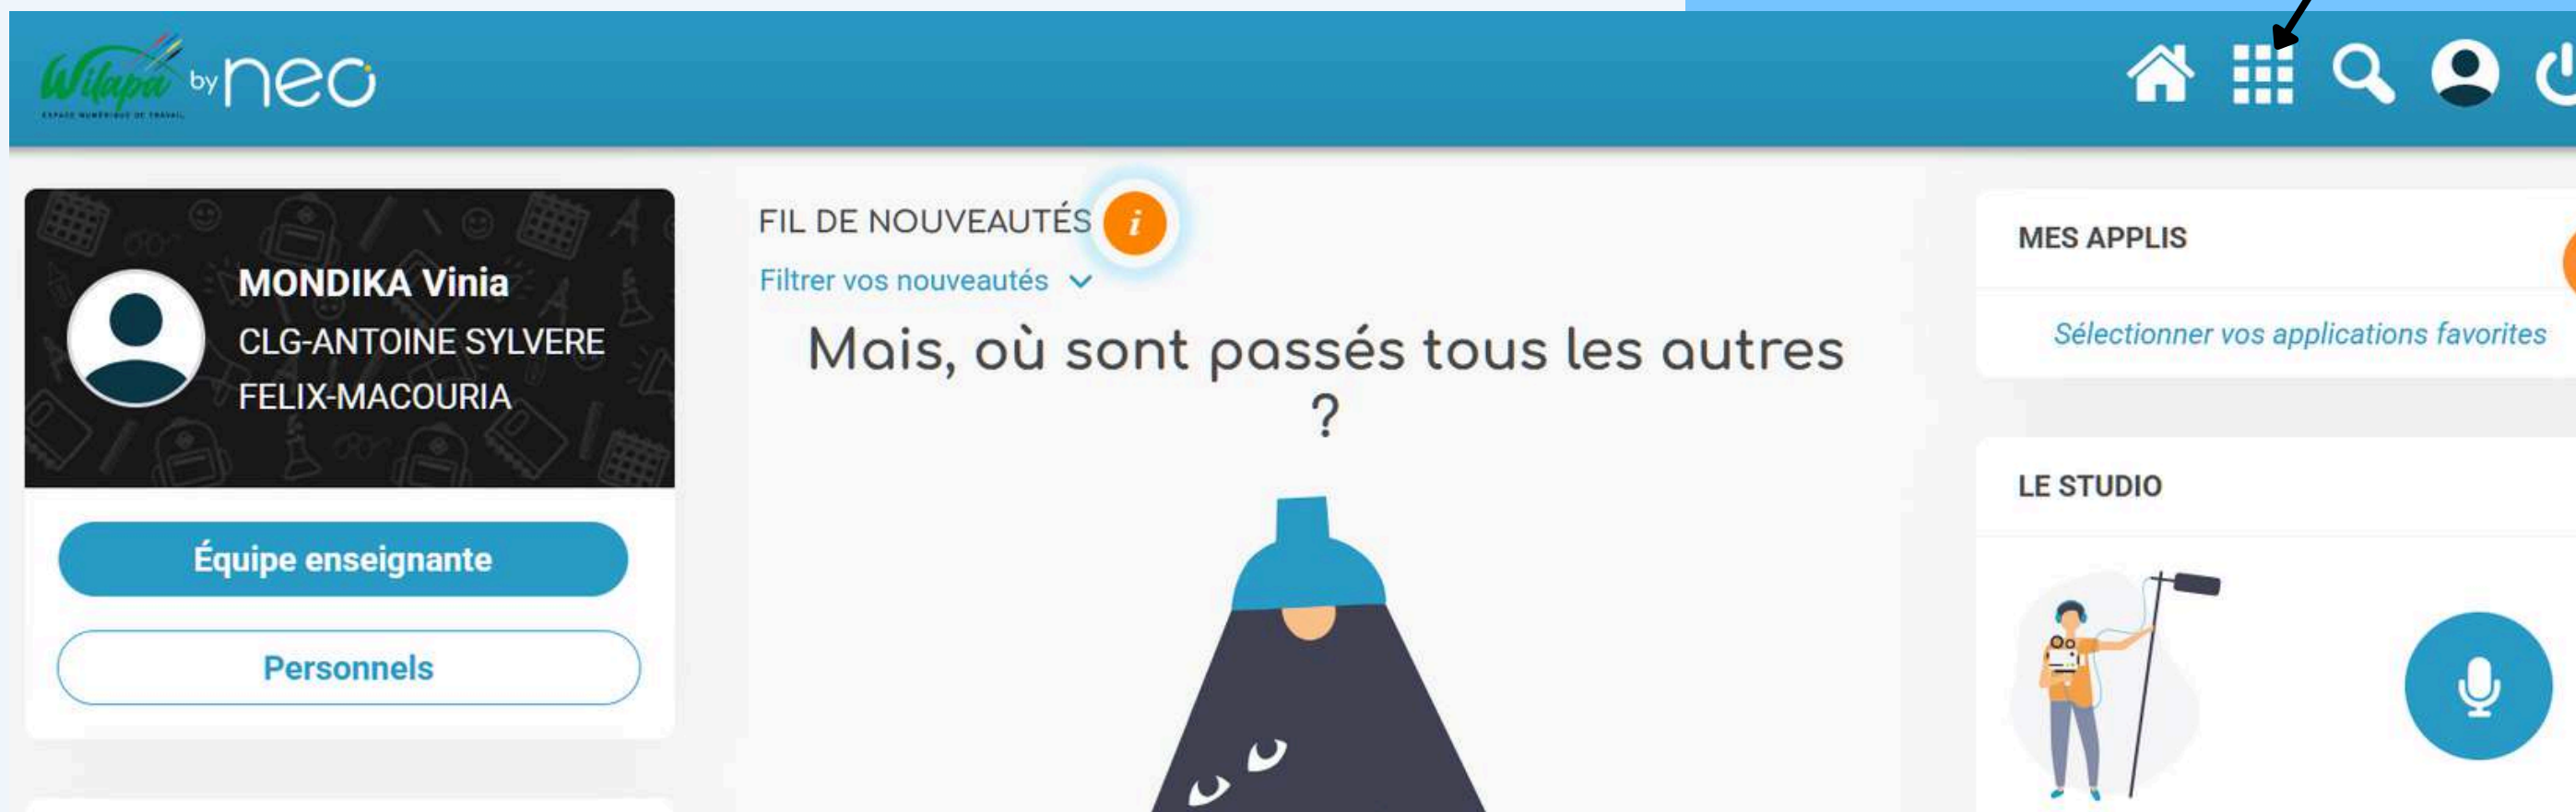 Wilapa by neo
ESPACE NUMÉRIQUE DE TRAVAIL
MONDIKA Vinia
CLG-ANTOINE SYLVERE
FELIX-MACOURIA
Équipe enseignante
Personnels
FIL DE NOUVEAUTÉS i
Filtrer vos nouveautés
Mais, où sont passés tous les autres
?
MES APPLIS
Sélectionner vos applications favorites
LE STUDIO